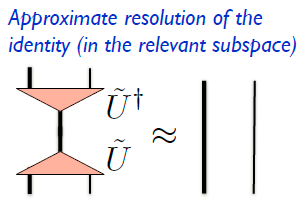 Approximate resolution of the
identity (in the relevant subspace)
Ũ†
Ũ ≈